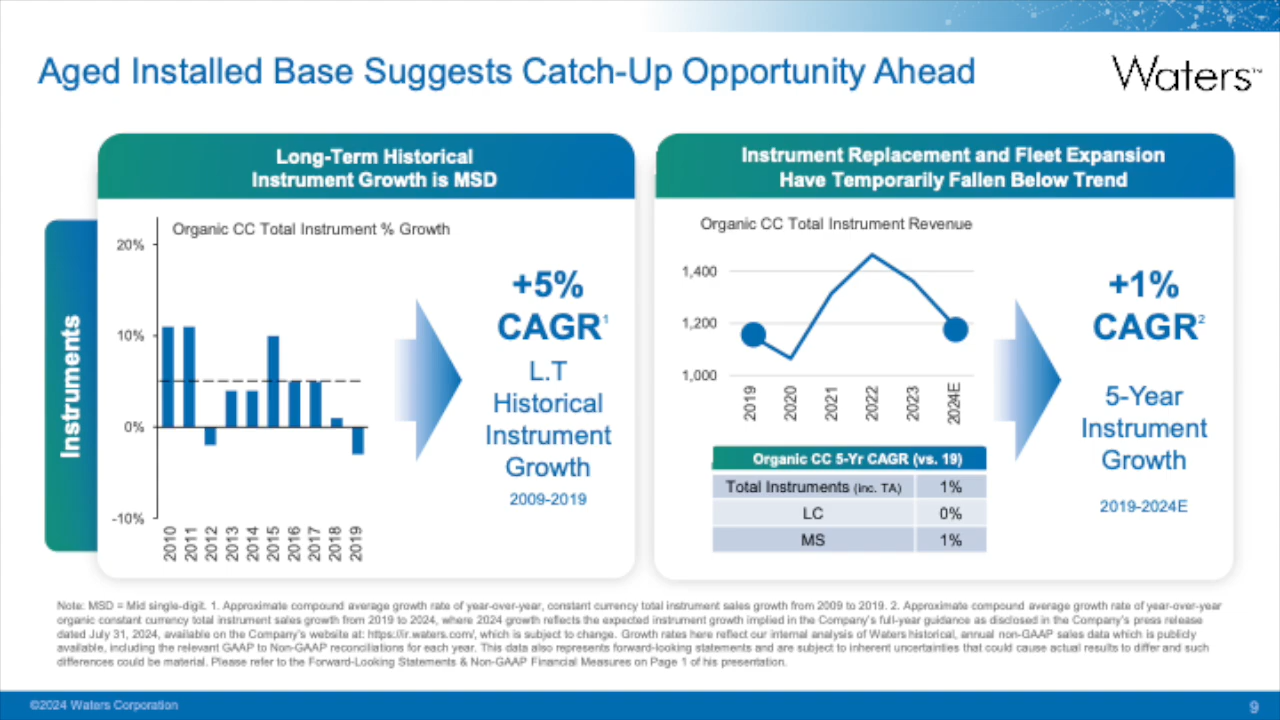 Aged Installed Base Suggests Catch-Up Opportunity Ahead
Waters™
Instruments
Long-Term Historical
Instrument Growth is MSD
Organic CC Total Instrument % Growth
20%
10%
0%
-10%
2010
2011
2012
2013
2014
2015
2016
2017
2018
2019
+5%
CAGR1
L.T
Historical
Instrument
Growth
2009-2019
Instrument Replacement and Fleet Expansion
Have Temporarily Fallen Below Trend
Organic CC Total Instrument Revenue
1,400
1,200
1,000
2019
2020
2021
2022
2023
2024E
Organic CC 5-Yr CAGR (vs. 19)
Total Instruments (inc. TA) 1%
LC 0%
MS 1%
+1%
CAGR2
5-Year
Instrument
Growth
2019-2024E
Note: MSD = Mid single-digit. 1. Approximate compound average growth rate of year-over-year, constant currency total instrument sales growth from 2009 to 2019. 2. Approximate compound average growth rate of year-over-year
organic constant currency total instrument sales growth from 2019 to 2024, where 2024 growth reflects the expected instrument growth implied in the Company's full-year guidance as disclosed in the Company's press release
dated July 31, 2024, available on the Company's website at: https://ir.waters.com/, which is subject to change. Growth rates here reflect our internal analysis of Waters historical, annual non-GAAP sales data which is publicly
available, including the relevant GAAP to Non-GAAP reconciliations for each year. This data also represents forward-looking statements and are subject to inherent uncertainties that could cause actual results to differ and such
differences could be material. Please refer to the Forward-Looking Statements & Non-GAAP Financial Measures on Page 1 of his presentation.
©2024 Waters Corporation
9